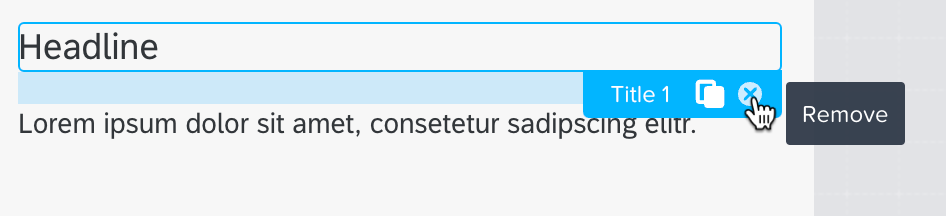 Headline
Title 1
Remove
Lorem ipsum dolor sit amet, consetetur sadipscing elitr.